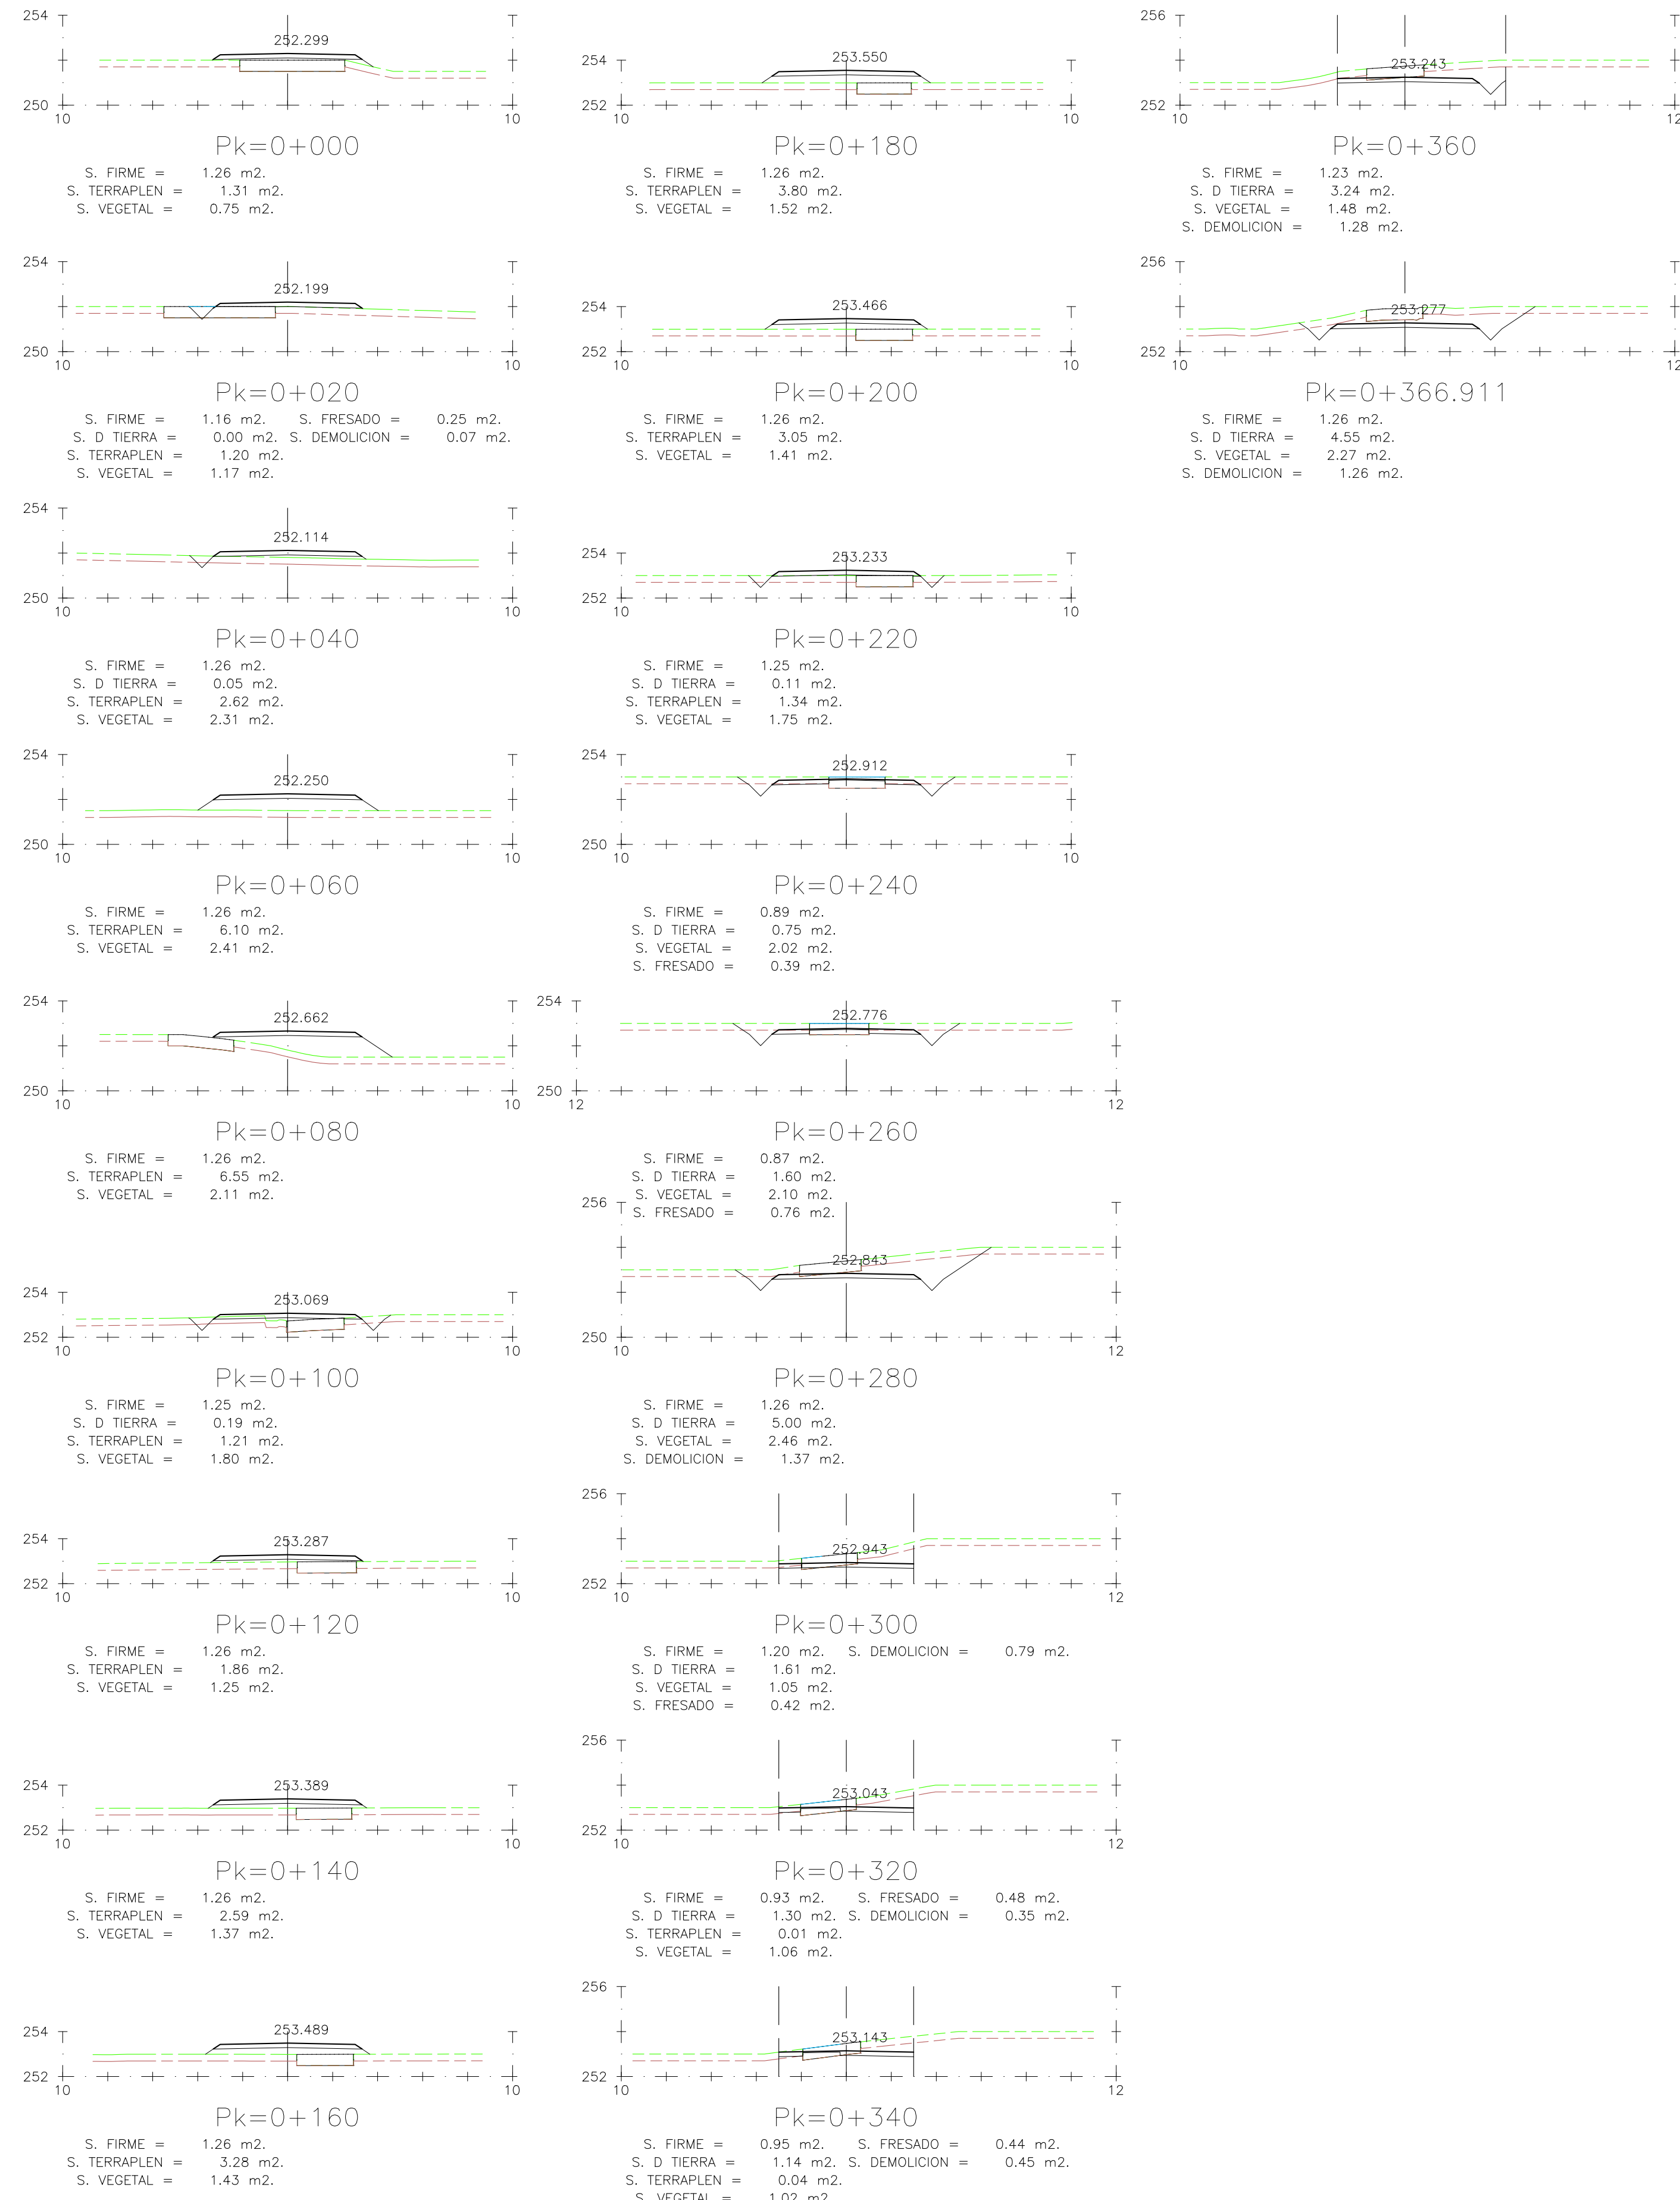 254
252.299
250
10 10
Pk=0+000
S. FIRME = 1.26 m2.
S. TERRAPLEN = 1.31 m2.
S. VEGETAL = 0.75 m2.
254
252.199
250
10 10
Pk=0+020
S. FIRME = 1.16 m2. S. FRESADO = 0.25 m2.
S. D TIERRA = 0.00 m2. S. DEMOLICION = 0.07 m2.
S. TERRAPLEN = 1.20 m2.
S. VEGETAL = 1.17 m2.
254
252.114
250
10 10
Pk=0+040
S. FIRME = 1.26 m2.
S. D TIERRA = 0.05 m2.
S. TERRAPLEN = 2.62 m2.
S. VEGETAL = 2.31 m2.
254
252.250
250
10 10
Pk=0+060
S. FIRME = 1.26 m2.
S. TERRAPLEN = 6.10 m2.
S. VEGETAL = 2.41 m2.
254
252.662
250
10 10
Pk=0+080
S. FIRME = 1.26 m2.
S. TERRAPLEN = 6.55 m2.
S. VEGETAL = 2.11 m2.
254
253.069
252
10 10
Pk=0+100
S. FIRME = 1.25 m2.
S. D TIERRA = 0.19 m2.
S. TERRAPLEN = 1.21 m2.
S. VEGETAL = 1.80 m2.
254
253.287
252
10 10
Pk=0+120
S. FIRME = 1.26 m2.
S. TERRAPLEN = 1.86 m2.
S. VEGETAL = 1.25 m2.
254
253.389
252
10 10
Pk=0+140
S. FIRME = 1.26 m2.
S. TERRAPLEN = 2.59 m2.
S. VEGETAL = 1.37 m2.
254
253.489
252
10 10
Pk=0+160
S. FIRME = 1.26 m2.
S. TERRAPLEN = 3.28 m2.
S. VEGETAL = 1.43 m2.
254
253.550
252
10 10
Pk=0+180
S. FIRME = 1.26 m2.
S. TERRAPLEN = 3.80 m2.
S. VEGETAL = 1.52 m2.
254
253.466
252
10 10
Pk=0+200
S. FIRME = 1.26 m2.
S. TERRAPLEN = 3.05 m2.
S. VEGETAL = 1.41 m2.
254
253.233
252
10 10
Pk=0+220
S. FIRME = 1.25 m2.
S. D TIERRA = 0.11 m2.
S. TERRAPLEN = 1.34 m2.
S. VEGETAL = 1.75 m2.
254
252.912
250
10 10
Pk=0+240
S. FIRME = 0.89 m2.
S. D TIERRA = 0.75 m2.
S. VEGETAL = 2.02 m2.
S. FRESADO = 0.39 m2.
254
252.776
250
12 12
Pk=0+260
S. FIRME = 0.87 m2.
S. D TIERRA = 1.60 m2.
S. VEGETAL = 2.10 m2.
S. FRESADO = 0.76 m2.
256
252.843
250
10 12
Pk=0+280
S. FIRME = 1.26 m2.
S. D TIERRA = 5.00 m2.
S. VEGETAL = 2.46 m2.
S. DEMOLICION = 1.37 m2.
256
252.943
252
10 12
Pk=0+300
S. FIRME = 1.20 m2. S. DEMOLICION = 0.79 m2.
S. D TIERRA = 1.61 m2.
S. VEGETAL = 1.05 m2.
S. FRESADO = 0.42 m2.
256
253.043
252
10 12
Pk=0+320
S. FIRME = 0.93 m2. S. FRESADO = 0.48 m2.
S. D TIERRA = 1.30 m2. S. DEMOLICION = 0.35 m2.
S. TERRAPLEN = 0.01 m2.
S. VEGETAL = 1.06 m2.
256
253.143
252
10 12
Pk=0+340
S. FIRME = 0.95 m2. S. FRESADO = 0.44 m2.
S. D TIERRA = 1.14 m2. S. DEMOLICION = 0.45 m2.
S. TERRAPLEN = 0.04 m2.
S. VEGETAL = 1.02 m2.
256
253.243
252
10 12
Pk=0+360
S. FIRME = 1.23 m2.
S. D TIERRA = 3.24 m2.
S. VEGETAL = 1.48 m2.
S. DEMOLICION = 1.28 m2.
256
253.277
252
10 12
Pk=0+366.911
S. FIRME = 1.26 m2.
S. D TIERRA = 4.55 m2.
S. VEGETAL = 2.27 m2.
S. DEMOLICION = 1.26 m2.